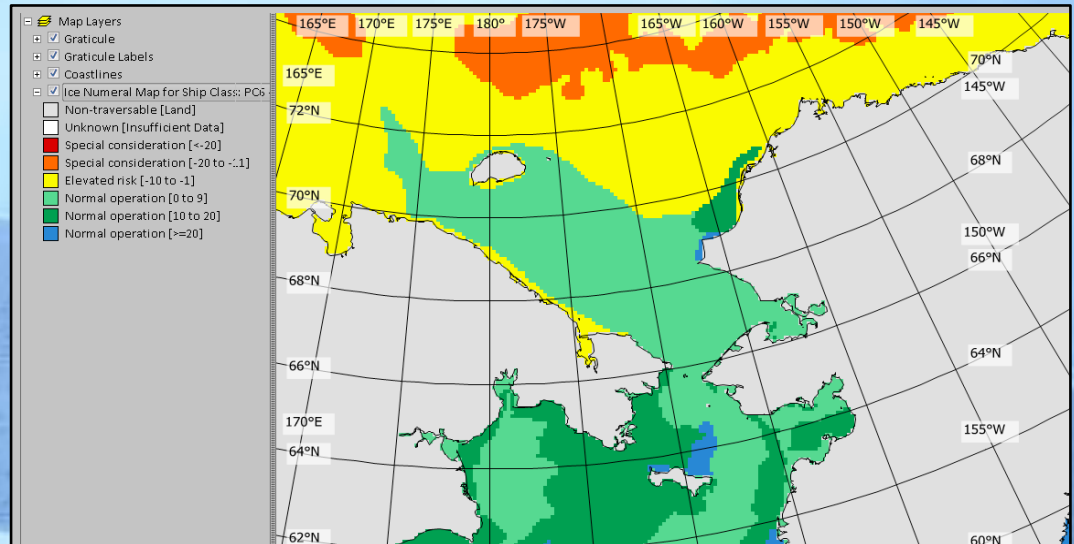 Map Layers
Graticule
Graticule Labels
Coastlines
Ice Numeral Map for Ship Class: PC6
Non-traversable [Land]
Unknown [Insufficient Data]
Special consideration [<-20]
Special consideration [-20 to -11]
Elevated risk [-10 to -1]
Normal operation [0 to 9]
Normal operation [10 to 20]
Normal operation [>=20]
165°E 170°E 175°E 180° 175°W 165°W 160°W 155°W 150°W 145°W
70°N
165°E
145°W
72°N
68°N
70°N
150°W
66°N
68°N
64°N
66°N
170°E
155°W
64°N
62°N
60°N